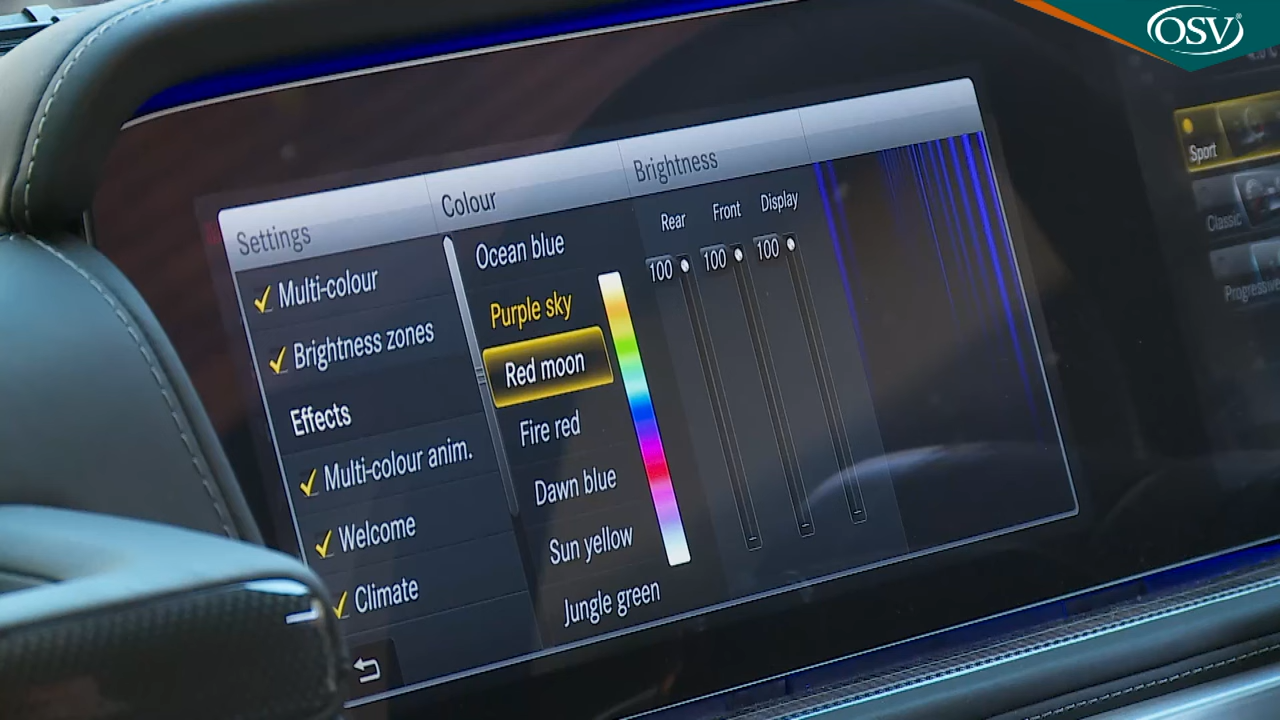 OSV
Settings
Multi-colour
Brightness zones
Effects
Multi-colour anim.
Welcome
Climate
Colour
Ocean blue
Purple sky
Red moon
Fire red
Dawn blue
Sun yellow
Jungle green
Brightness
Rear Front Display
100 100 100
Sport
Classic
Progressive